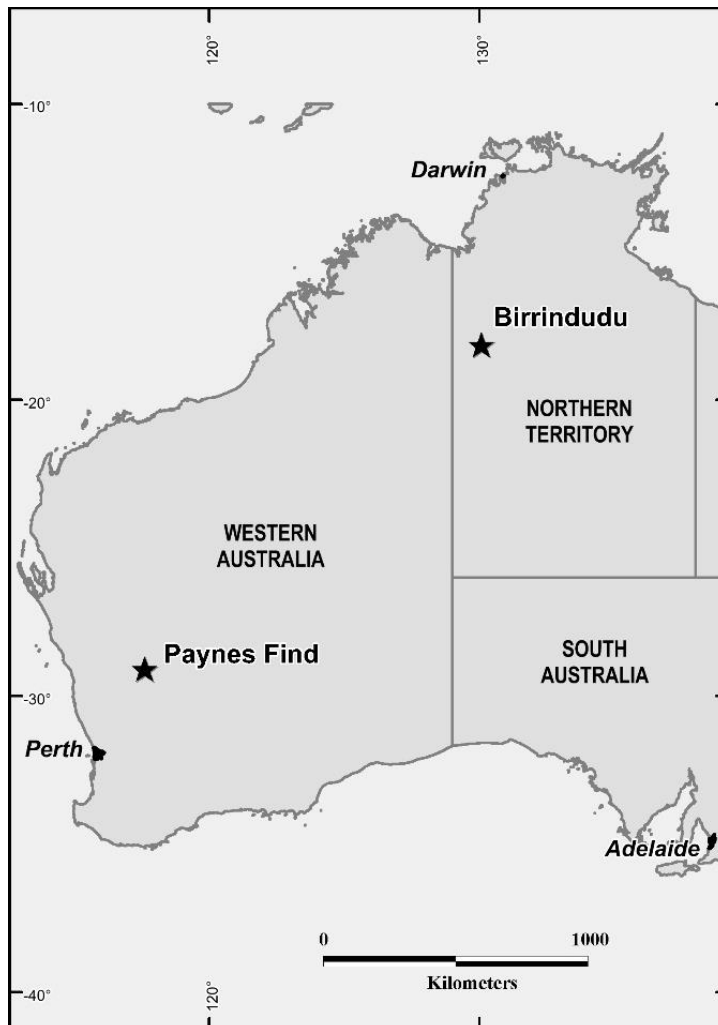 120°
130°
-10°
Darwin
Birrindudu
-20°
NORTHERN
TERRITORY
WESTERN
AUSTRALIA
Paynes Find
SOUTH
AUSTRALIA
-30°
Perth
Adelaide
0 1000
Kilometers
-40°
120°
130°